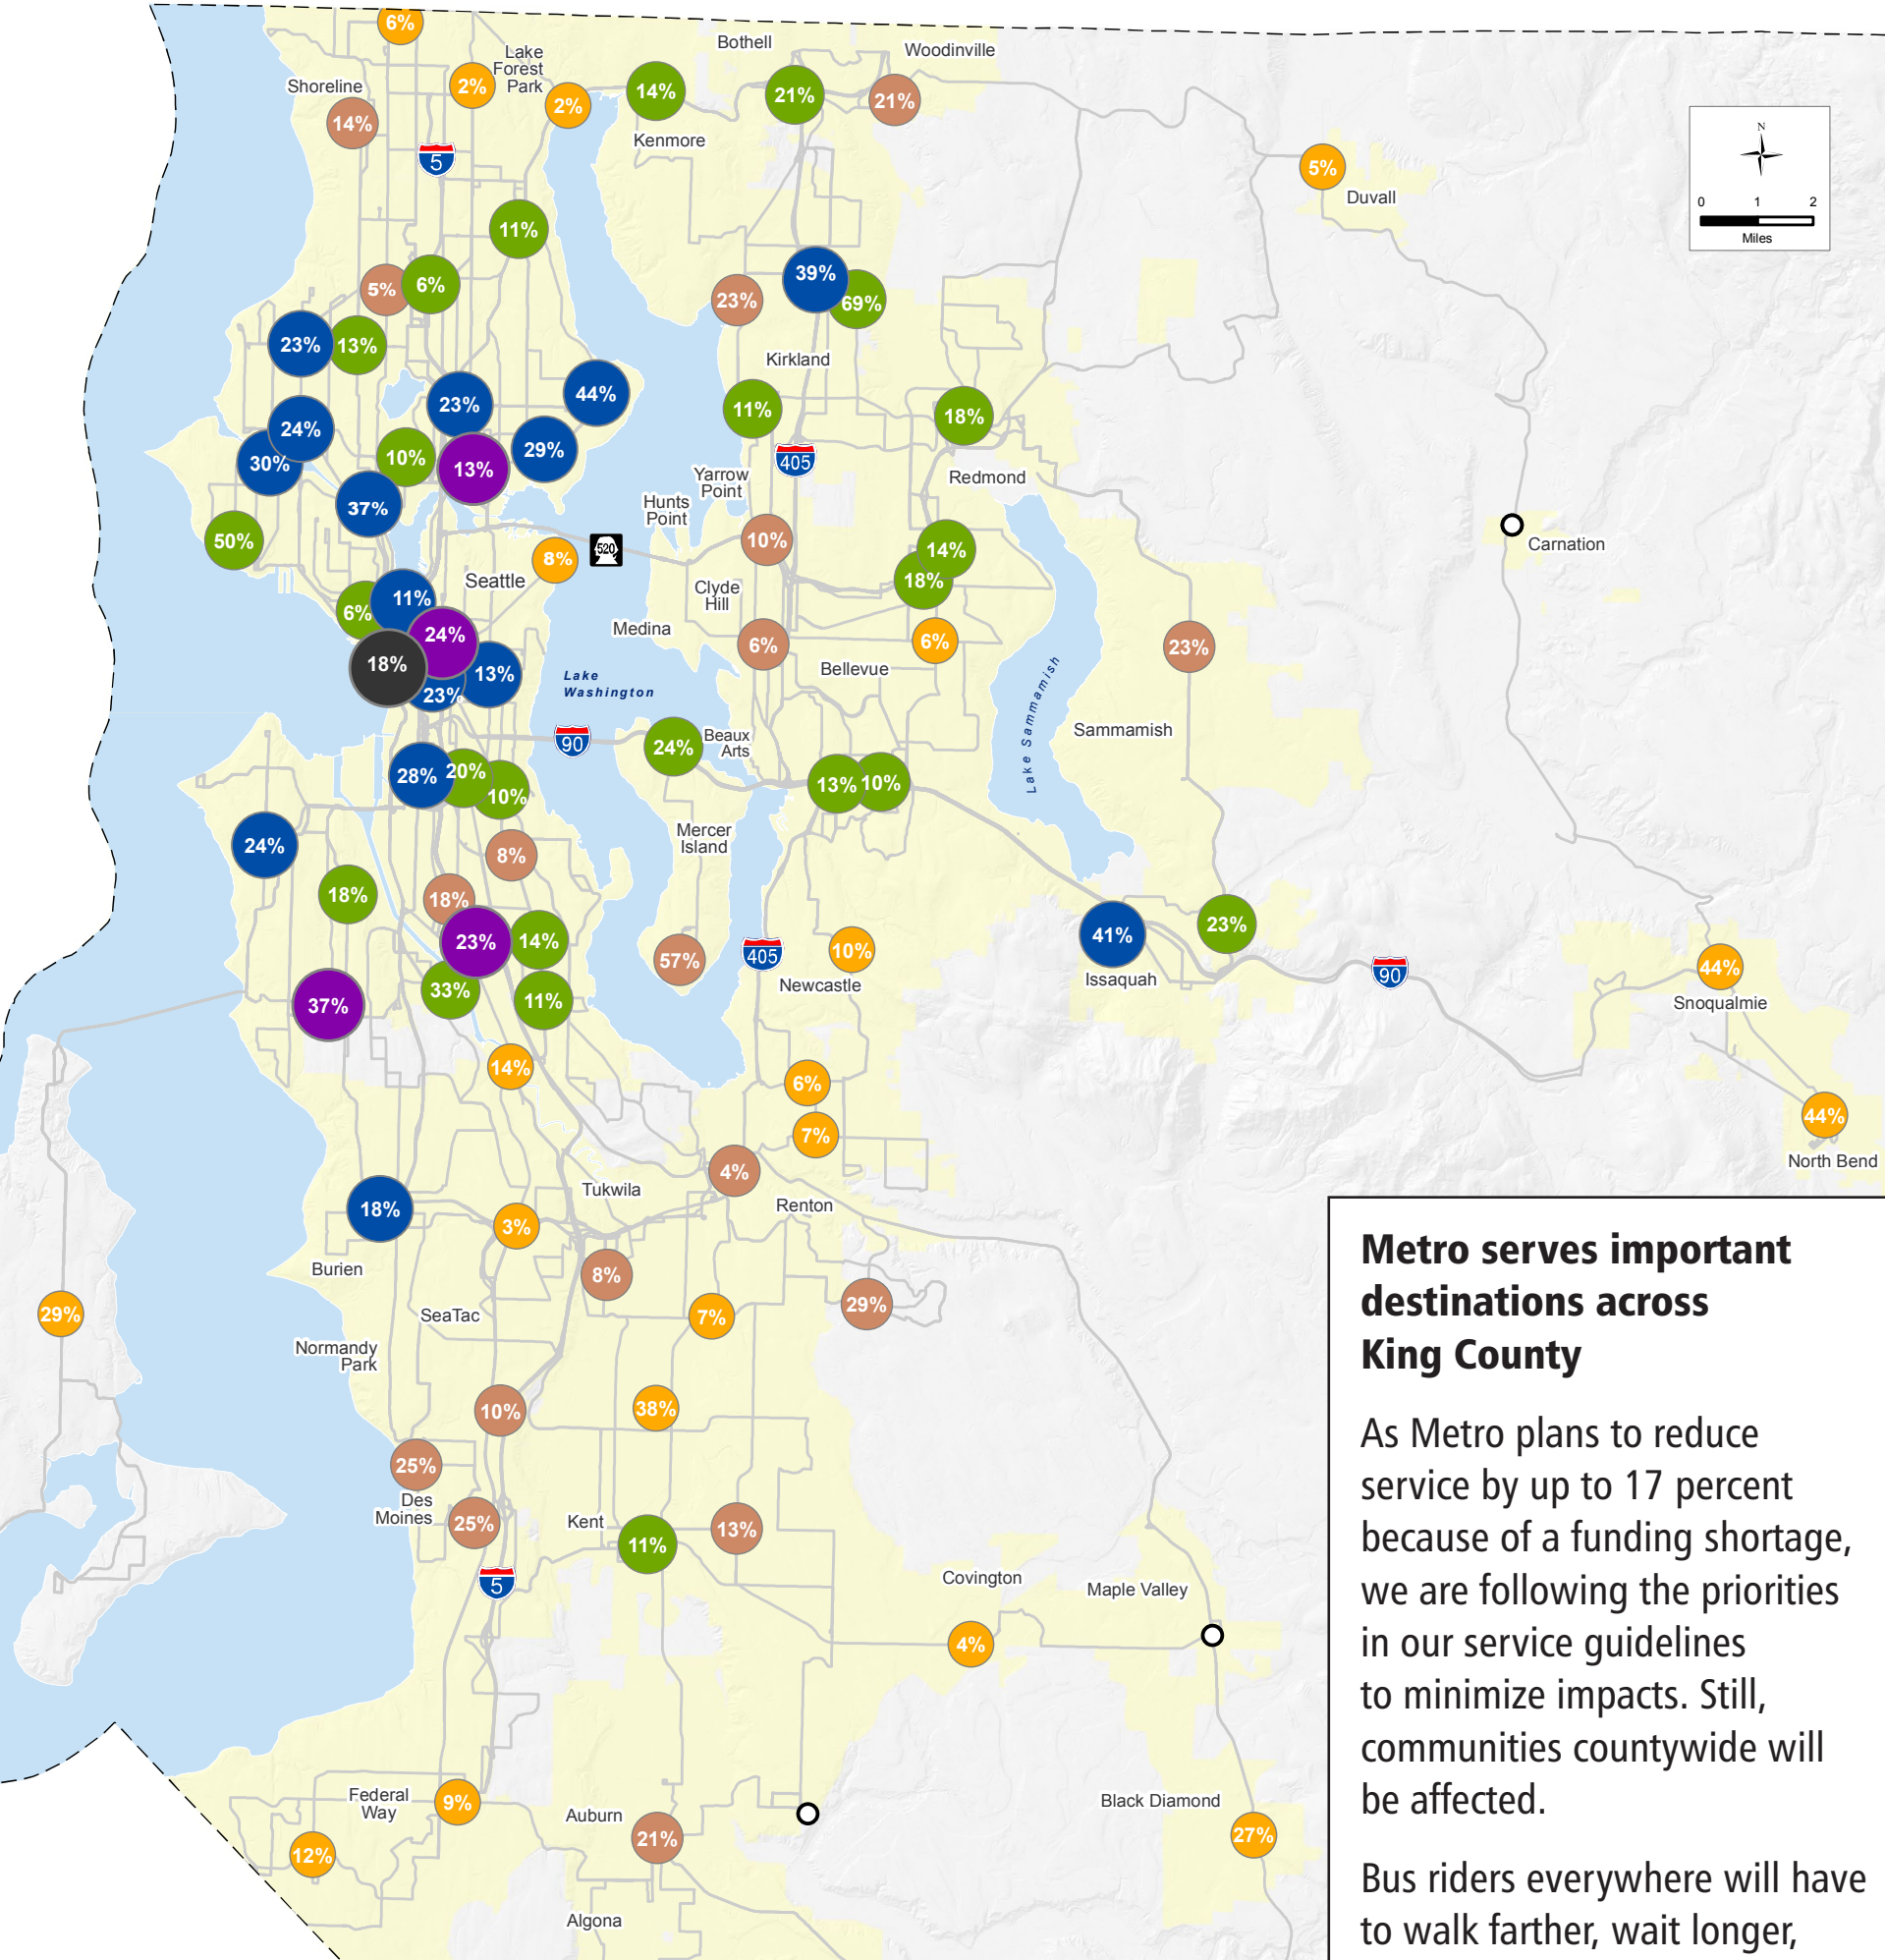 6%
Bothell
Woodinville
Lake
Forest
Park
Shoreline
2%
2%
14%
21%
21%
14%
Kenmore
5
5%
Duvall
N
0 1 2
Miles
11%
5%
6%
23%
39%
69%
23%
13%
Kirkland
44%
23%
11%
18%
24%
30%
10%
13%
29%
405
Redmond
Yarrow
Point
Hunts
Point
37%
50%
10%
14%
18%
Carnation
8%
520
Seattle
Clyde
Hill
6%
11%
24%
18%
23%
13%
Medina
6%
6%
Bellevue
23%
Lake
Washington
Lake Sammamish
Sammamish
90
24%
Beaux
Arts
28%
20%
10%
13%
10%
24%
Mercer
Island
8%
18%
18%
23%
14%
57%
405
10%
Newcastle
41%
Issaquah
23%
90
44%
Snoqualmie
33%
11%
37%
14%
6%
7%
44%
North Bend
4%
Tukwila
Renton
18%
3%
Burien
8%
29%
7%
29%
SeaTac
Normandy
Park
10%
38%
25%
Des
Moines
25%
Kent
11%
13%
5
Covington
Maple Valley
4%
Federal
Way
9%
12%
Auburn
21%
Black Diamond
27%
Algona
Metro serves important
destinations across
King County
As Metro plans to reduce
service by up to 17 percent
because of a funding shortage,
we are following the priorities
in our service guidelines
to minimize impacts. Still,
communities countywide will
be affected.
Bus riders everywhere will have
to walk farther, wait longer,